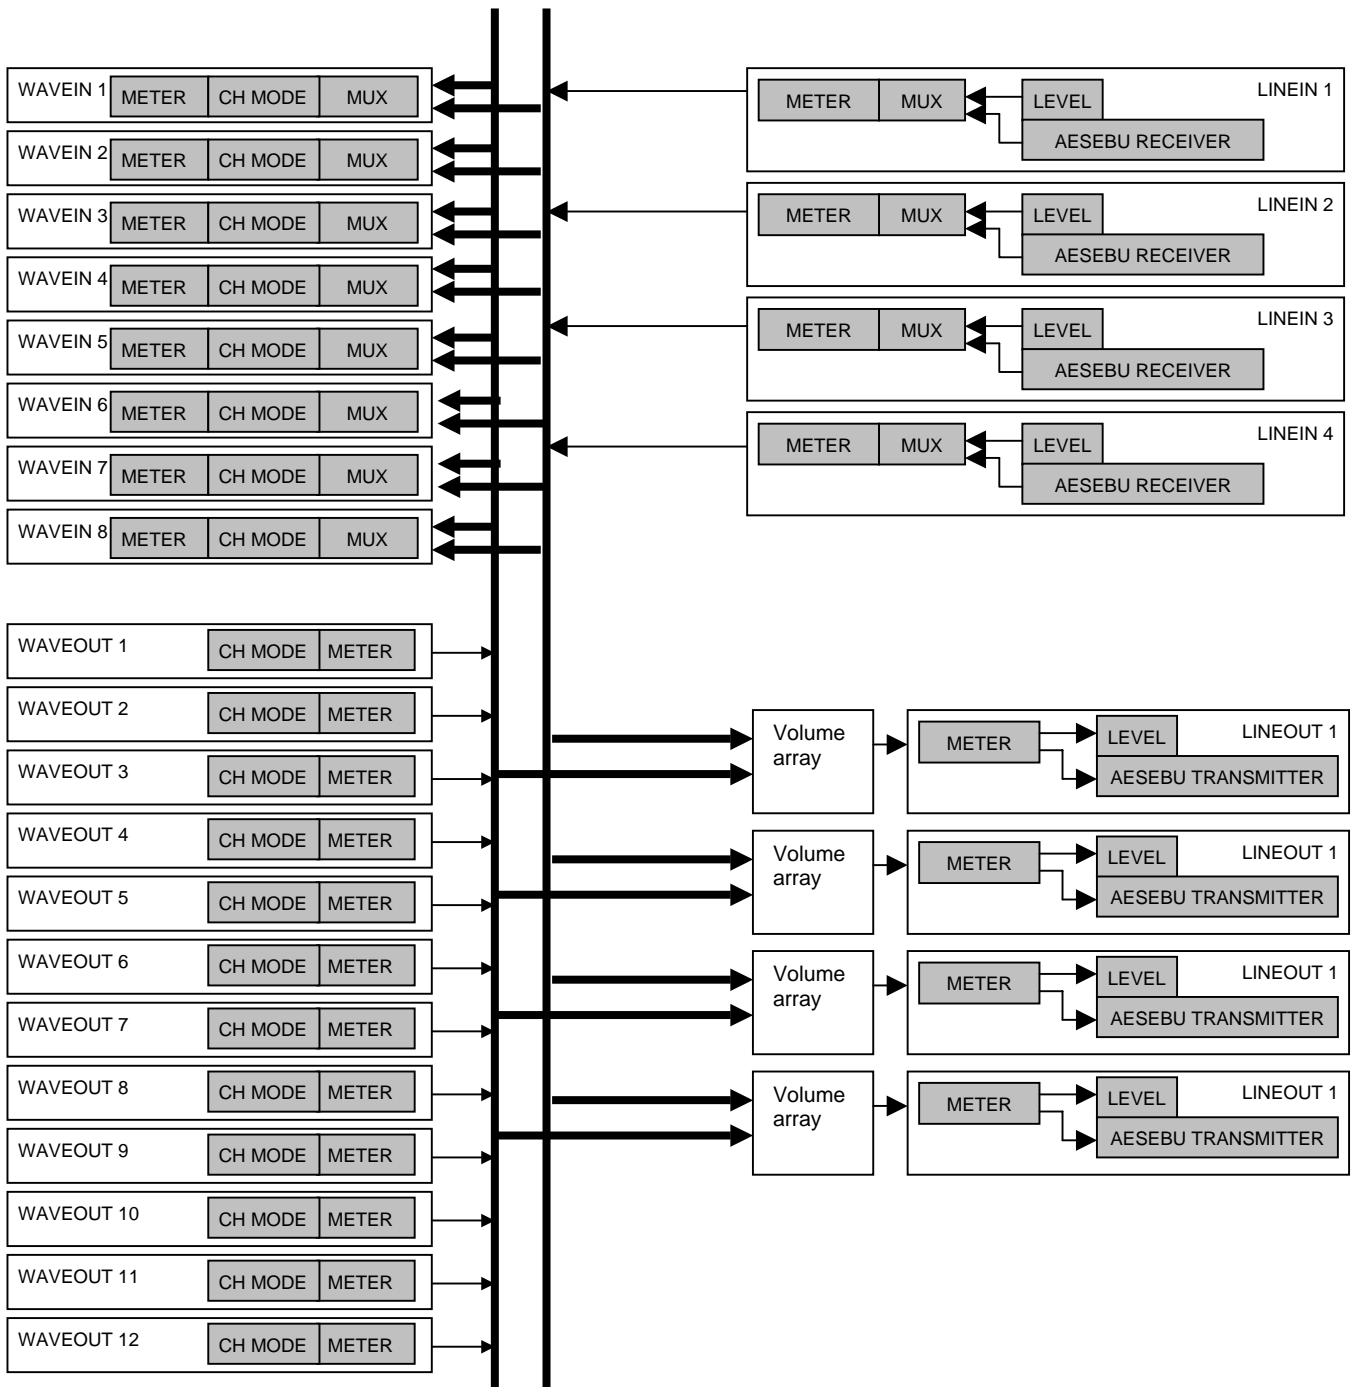 WAVEIN 1 METER CH MODE MUX
WAVEIN 2 METER CH MODE MUX
WAVEIN 3 METER CH MODE MUX
WAVEIN 4 METER CH MODE MUX
WAVEIN 5 METER CH MODE MUX
WAVEIN 6 METER CH MODE MUX
WAVEIN 7 METER CH MODE MUX
WAVEIN 8 METER CH MODE MUX
METER MUX LEVEL LINEIN 1
AESEBU RECEIVER
METER MUX LEVEL LINEIN 2
AESEBU RECEIVER
METER MUX LEVEL LINEIN 3
AESEBU RECEIVER
METER MUX LEVEL LINEIN 4
AESEBU RECEIVER
WAVEOUT 1 CH MODE METER
WAVEOUT 2 CH MODE METER
WAVEOUT 3 CH MODE METER
WAVEOUT 4 CH MODE METER
WAVEOUT 5 CH MODE METER
WAVEOUT 6 CH MODE METER
WAVEOUT 7 CH MODE METER
WAVEOUT 8 CH MODE METER
WAVEOUT 9 CH MODE METER
WAVEOUT 10 CH MODE METER
WAVEOUT 11 CH MODE METER
WAVEOUT 12 CH MODE METER
Volume
array
METER LEVEL LINEOUT 1
AESEBU TRANSMITTER
Volume
array
METER LEVEL LINEOUT 1
AESEBU TRANSMITTER
Volume
array
METER LEVEL LINEOUT 1
AESEBU TRANSMITTER
Volume
array
METER LEVEL LINEOUT 1
AESEBU TRANSMITTER